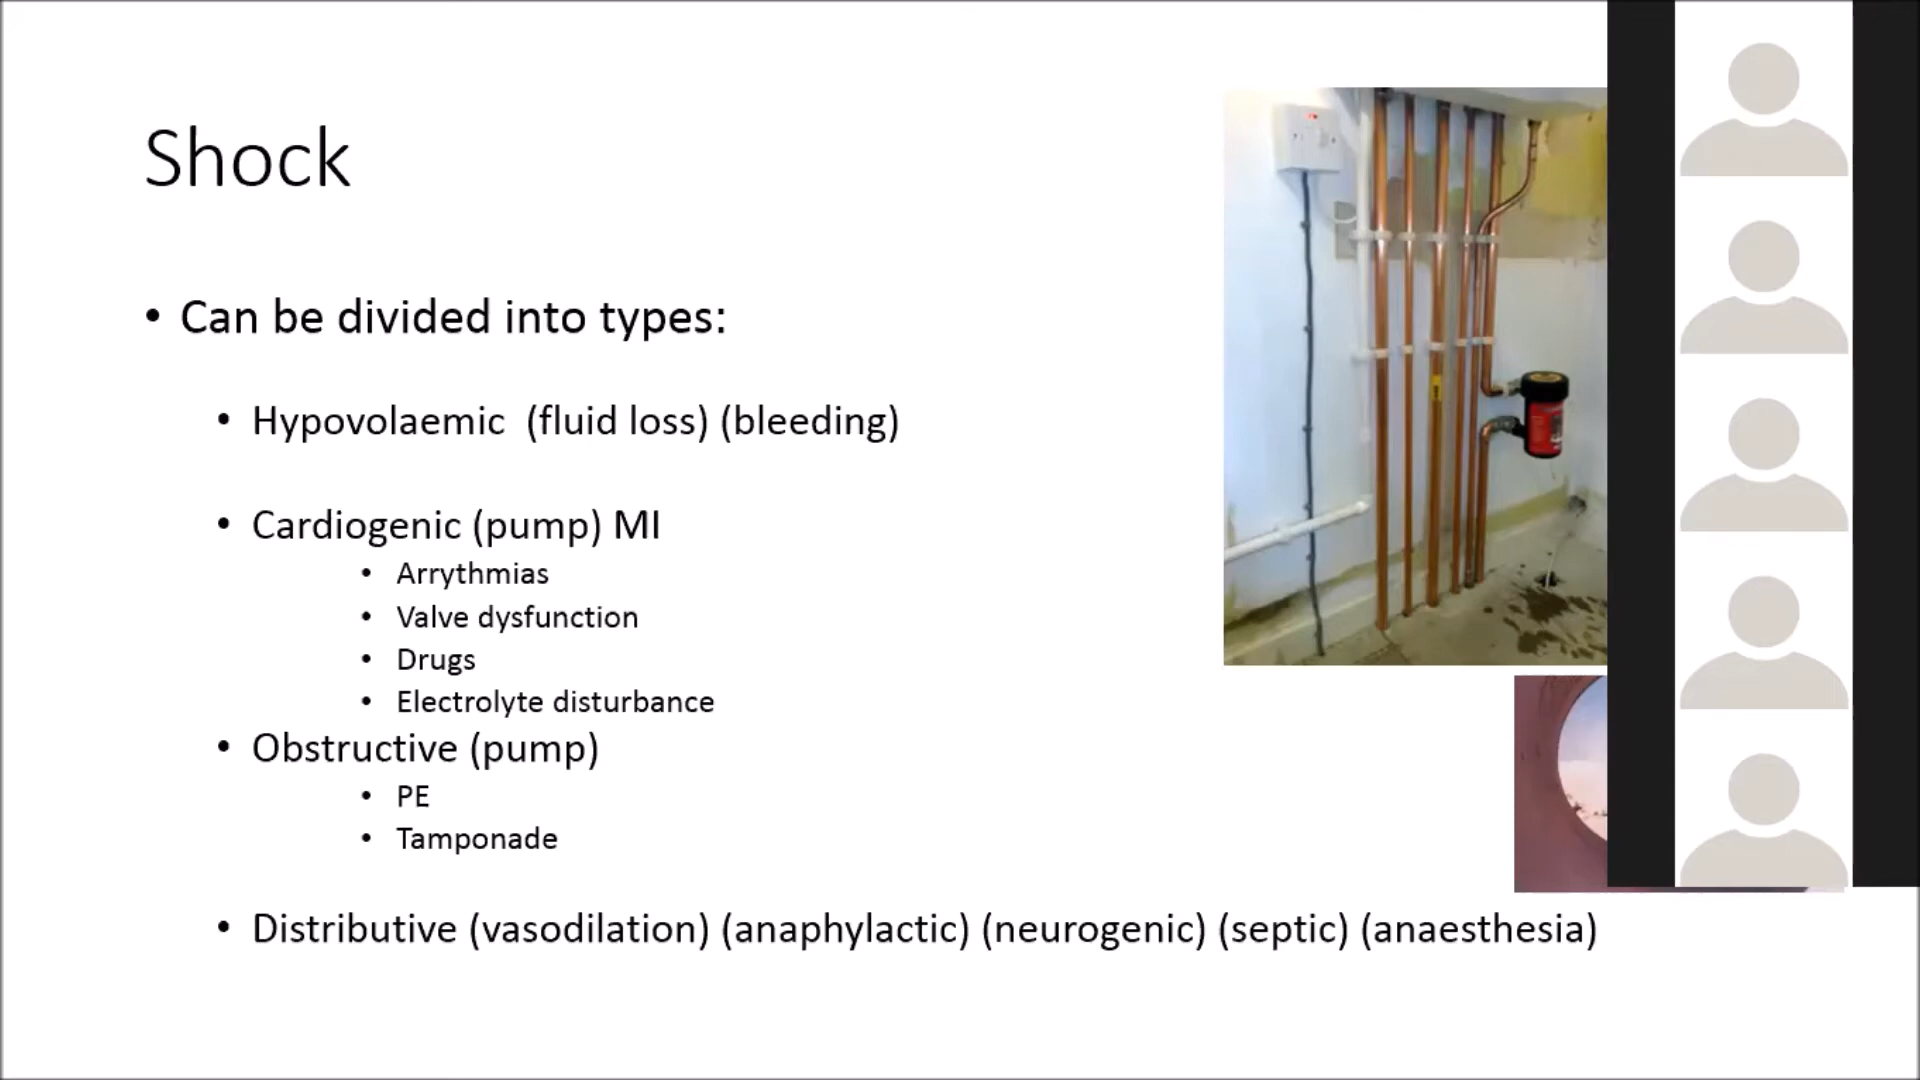 Shock
• Can be divided into types:
• Hypovolaemic (fluid loss) (bleeding)
• Cardiogenic (pump) MI
• Arrythmias
• Valve dysfunction
• Drugs
• Electrolyte disturbance
• Obstructive (pump)
• PE
• Tamponade
• Distributive (vasodilation) (anaphylactic) (neurogenic) (septic) (anaesthesia)